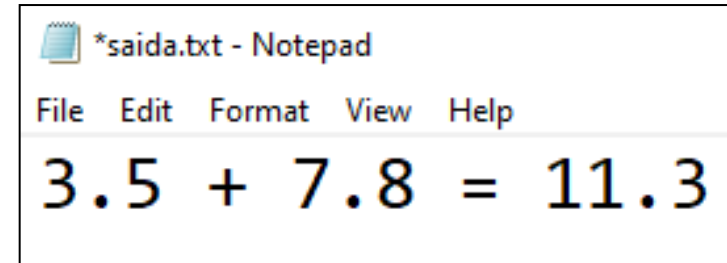 *saida.txt - Notepad
File Edit Format View Help
3.5 + 7.8 = 11.3